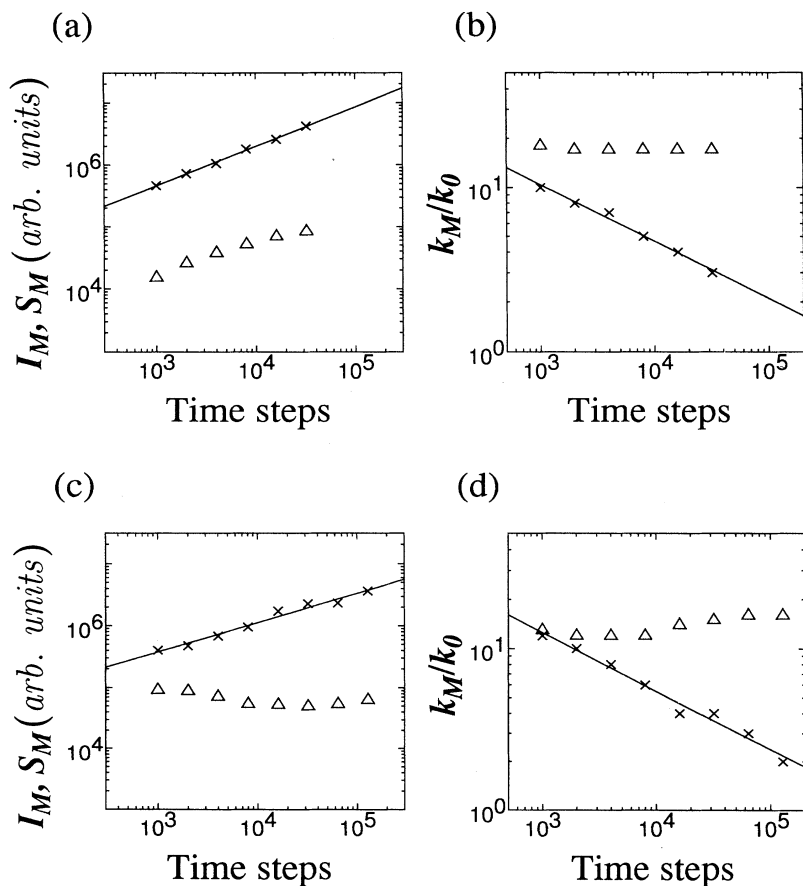 (a)
I_M, S_M (arb. units)
10^6
10^4
10^3 10^4 10^5
Time steps
(b)
k_M/k_0
10^1
10^0
10^3 10^4 10^5
Time steps
(c)
I_M, S_M (arb. units)
10^6
10^4
10^3 10^4 10^5
Time steps
(d)
k_M/k_0
10^1
10^0
10^3 10^4 10^5
Time steps